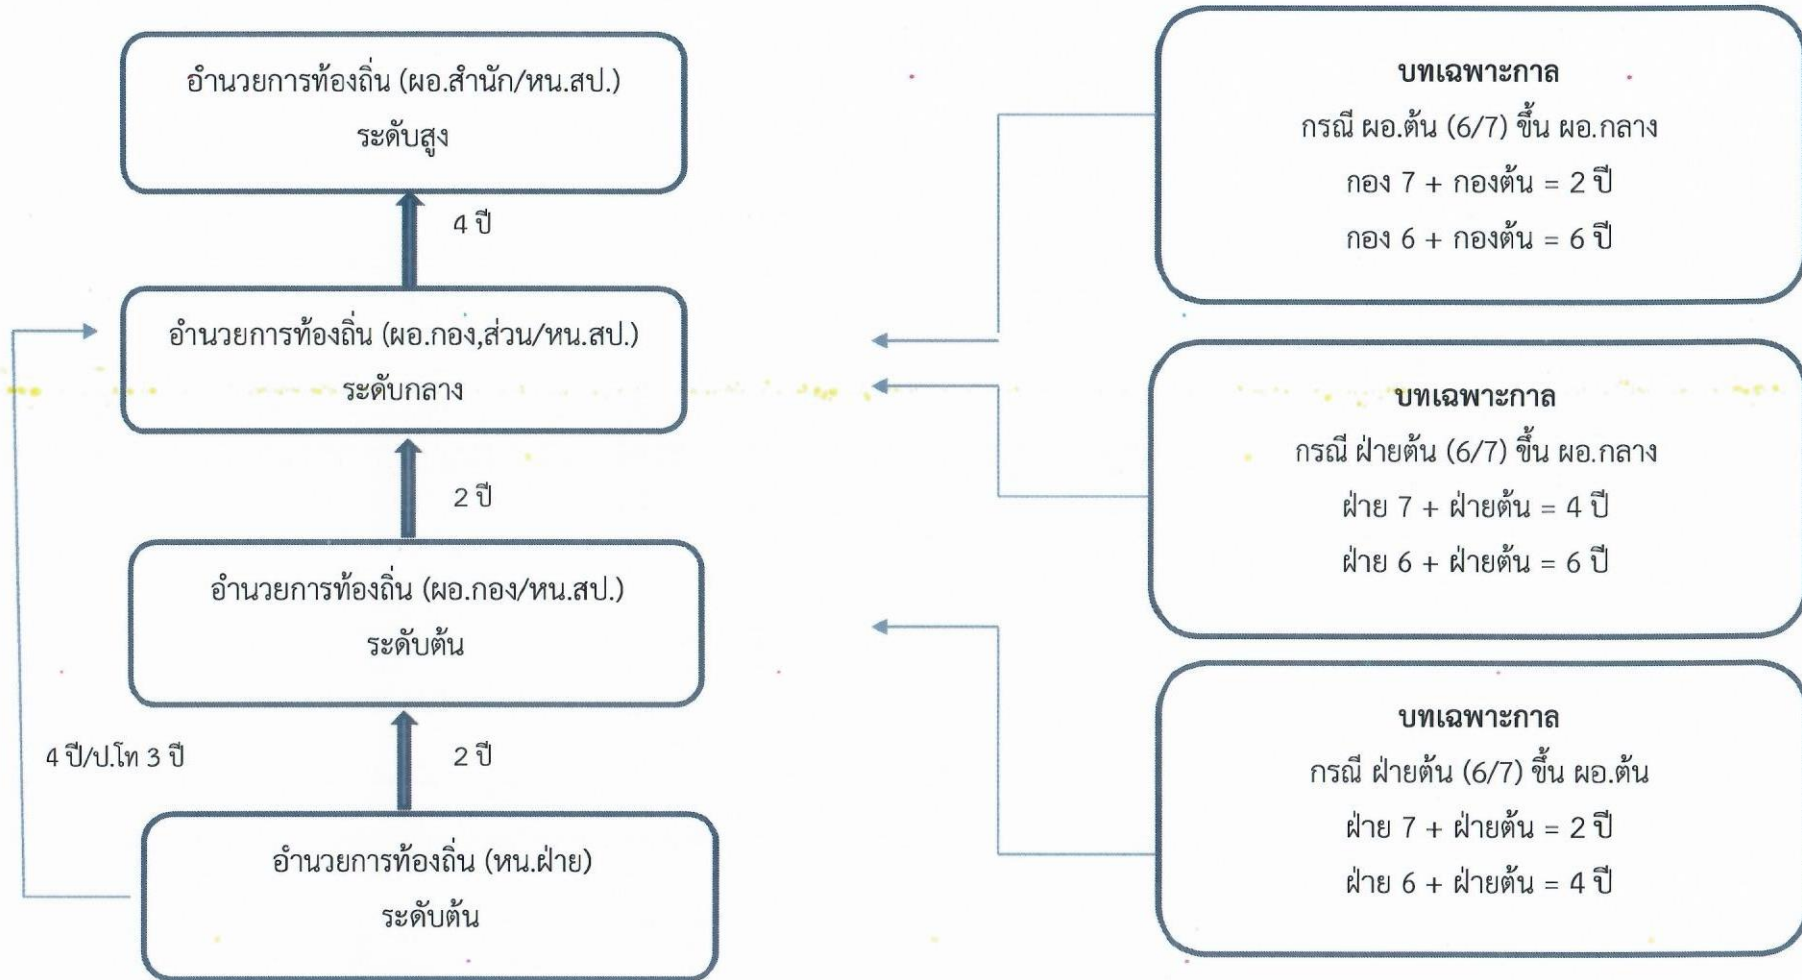 อำนวยการท้องถิ่น (ผอ.สำนัก/หน.สป.)
ระดับสูง
4 ปี
อำนวยการท้องถิ่น (ผอ.กอง,ส่วน/หน.สป.)
ระดับกลาง
2 ปี
อำนวยการท้องถิ่น (ผอ.กอง/หน.สป.)
ระดับต้น
4 ปี/ป.โท 3 ปี
2 ปี
อำนวยการท้องถิ่น (หน.ฝ่าย)
ระดับต้น
บทเฉพาะกาล
กรณี ผอ.ต้น (6/7) ขึ้น ผอ.กลาง
กอง 7 + กองต้น = 2 ปี
กอง 6 + กองต้น = 6 ปี
บทเฉพาะกาล
กรณี ฝ่ายต้น (6/7) ขึ้น ผอ.กลาง
ฝ่าย 7 + ฝ่ายต้น = 4 ปี
ฝ่าย 6 + ฝ่ายต้น = 6 ปี
บทเฉพาะกาล
กรณี ฝ่ายต้น (6/7) ขึ้น ผอ.ต้น
ฝ่าย 7 + ฝ่ายต้น = 2 ปี
ฝ่าย 6 + ฝ่ายต้น = 4 ปี